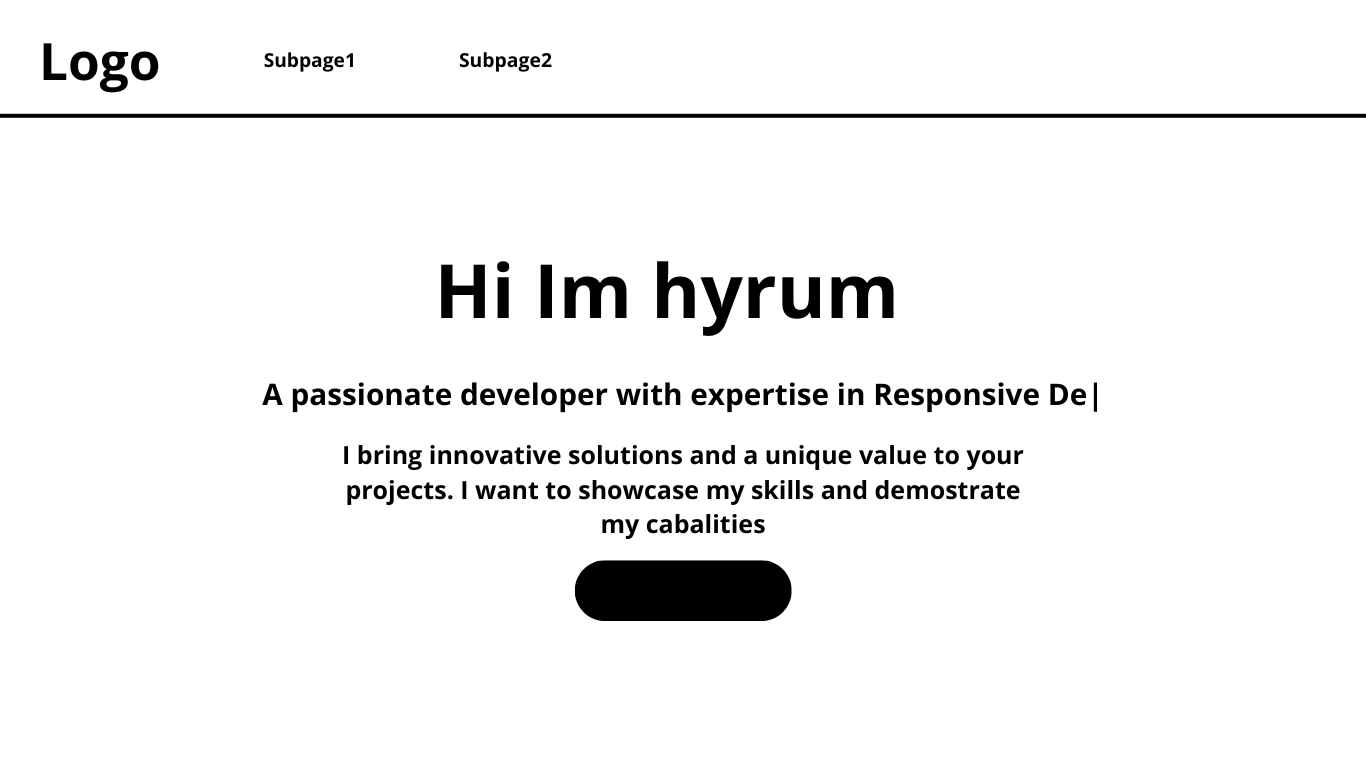 Logo
Subpage1
Subpage2
Hi Im hyrum
A passionate developer with expertise in Responsive De|
I bring innovative solutions and a unique value to your
projects. I want to showcase my skills and demostrate
my cabalities